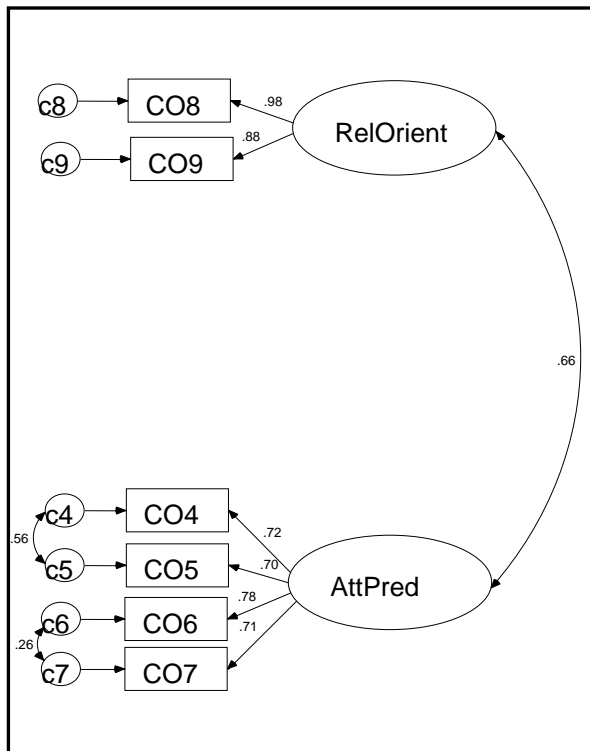 c8
CO8
.98
RelOrient
c9
CO9
.88
.66
c4
CO4
.72
.56
c5
CO5
.70
AttPred
c6
CO6
.78
.26
c7
CO7
.71